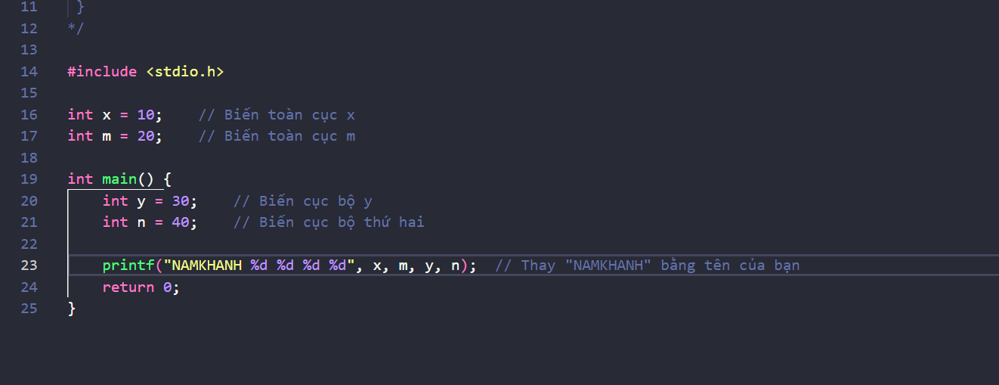 11 }
12 */
13
14 #include <stdio.h>
15
16 int x = 10;    // Biến toàn cục x
17 int m = 20;    // Biến toàn cục m
18
19 int main() {
20     int y = 30;    // Biến cục bộ y
21     int n = 40;    // Biến cục bộ thứ hai
22
23     printf("NAMKHANH %d %d %d %d", x, m, y, n);  // Thay "NAMKHANH" bằng tên của bạn
24     return 0;
25 }